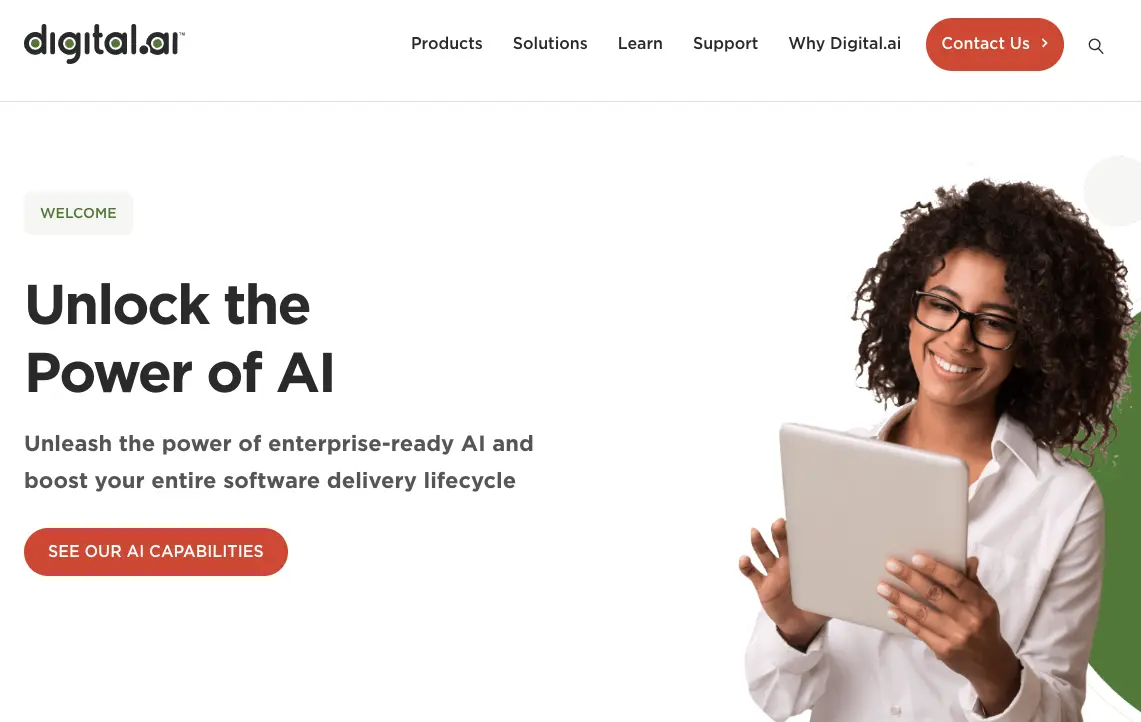 digital.ai™
Products Solutions Learn Support Why Digital.ai Contact Us
WELCOME
Unlock the
Power of AI
Unleash the power of enterprise-ready AI and
boost your entire software delivery lifecycle
SEE OUR AI CAPABILITIES